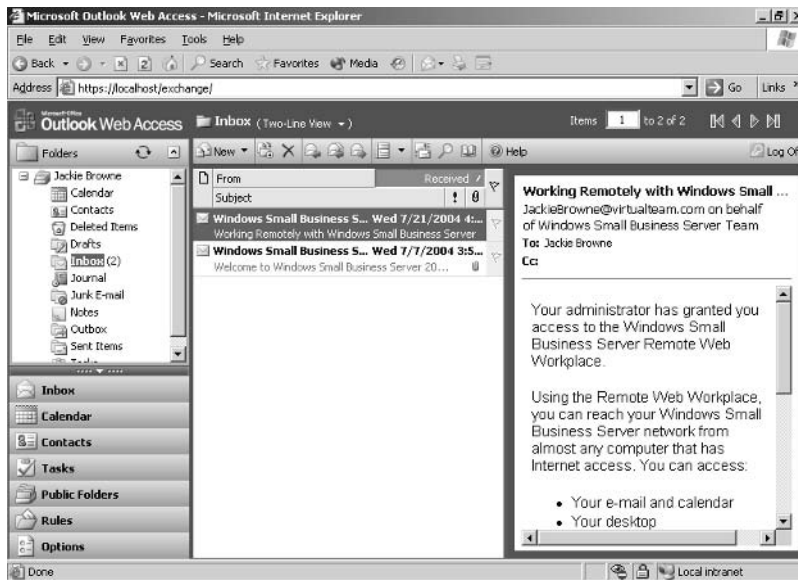 Microsoft Outlook Web Access - Microsoft Internet Explorer
File Edit View Favorites Tools Help
Back Search Favorites Media
Address https://localhost/exchange/ Go Links
Microsoft Office
Outlook Web Access Inbox (Two-Line View) Items 1 to 2 of 2
Folders New Help Log Of
Jackie Browne
Calendar
Contacts
Deleted Items
Drafts
Inbox (2)
Journal
Junk E-mail
Notes
Outbox
Sent Items
Tasks
Inbox
Calendar
Contacts
Tasks
Public Folders
Rules
Options
From Received
Subject
Windows Small Business S... Wed 7/21/2004 4:...
Working Remotely with Windows Small Business Server
Windows Small Business S... Wed 7/7/2004 3:5...
Welcome to Windows Small Business Server 20...
Working Remotely with Windows Small ...
JackieBrowne@virtualteam.com on behalf
of Windows Small Business Server Team
To: Jackie Browne
Cc:
Your administrator has granted you
access to the Windows Small
Business Server Remote Web
Workplace.
Using the Remote Web Workplace,
you can reach your Windows Small
Business Server network from
almost any computer that has
Internet access. You can access:
• Your e-mail and calendar
• Your desktop
Done Local intranet